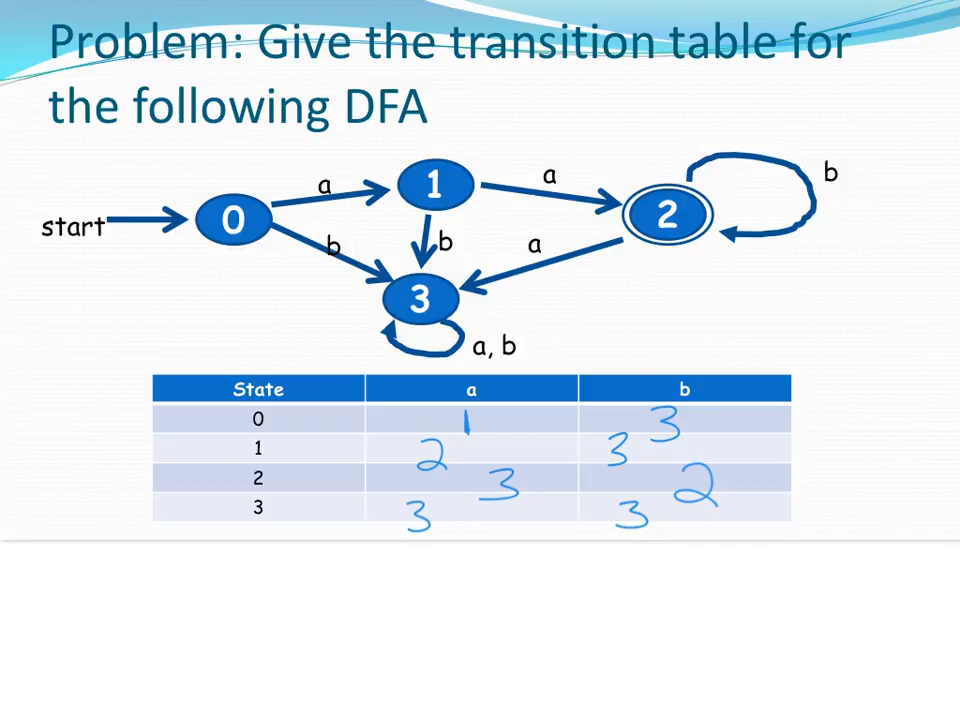 Problem: Give the transition table for
the following DFA
start
0
a
1
a
2
b
b
b
a
3
a, b
State a b
0 1 3
1 2 3
2 3 2
3 3 3